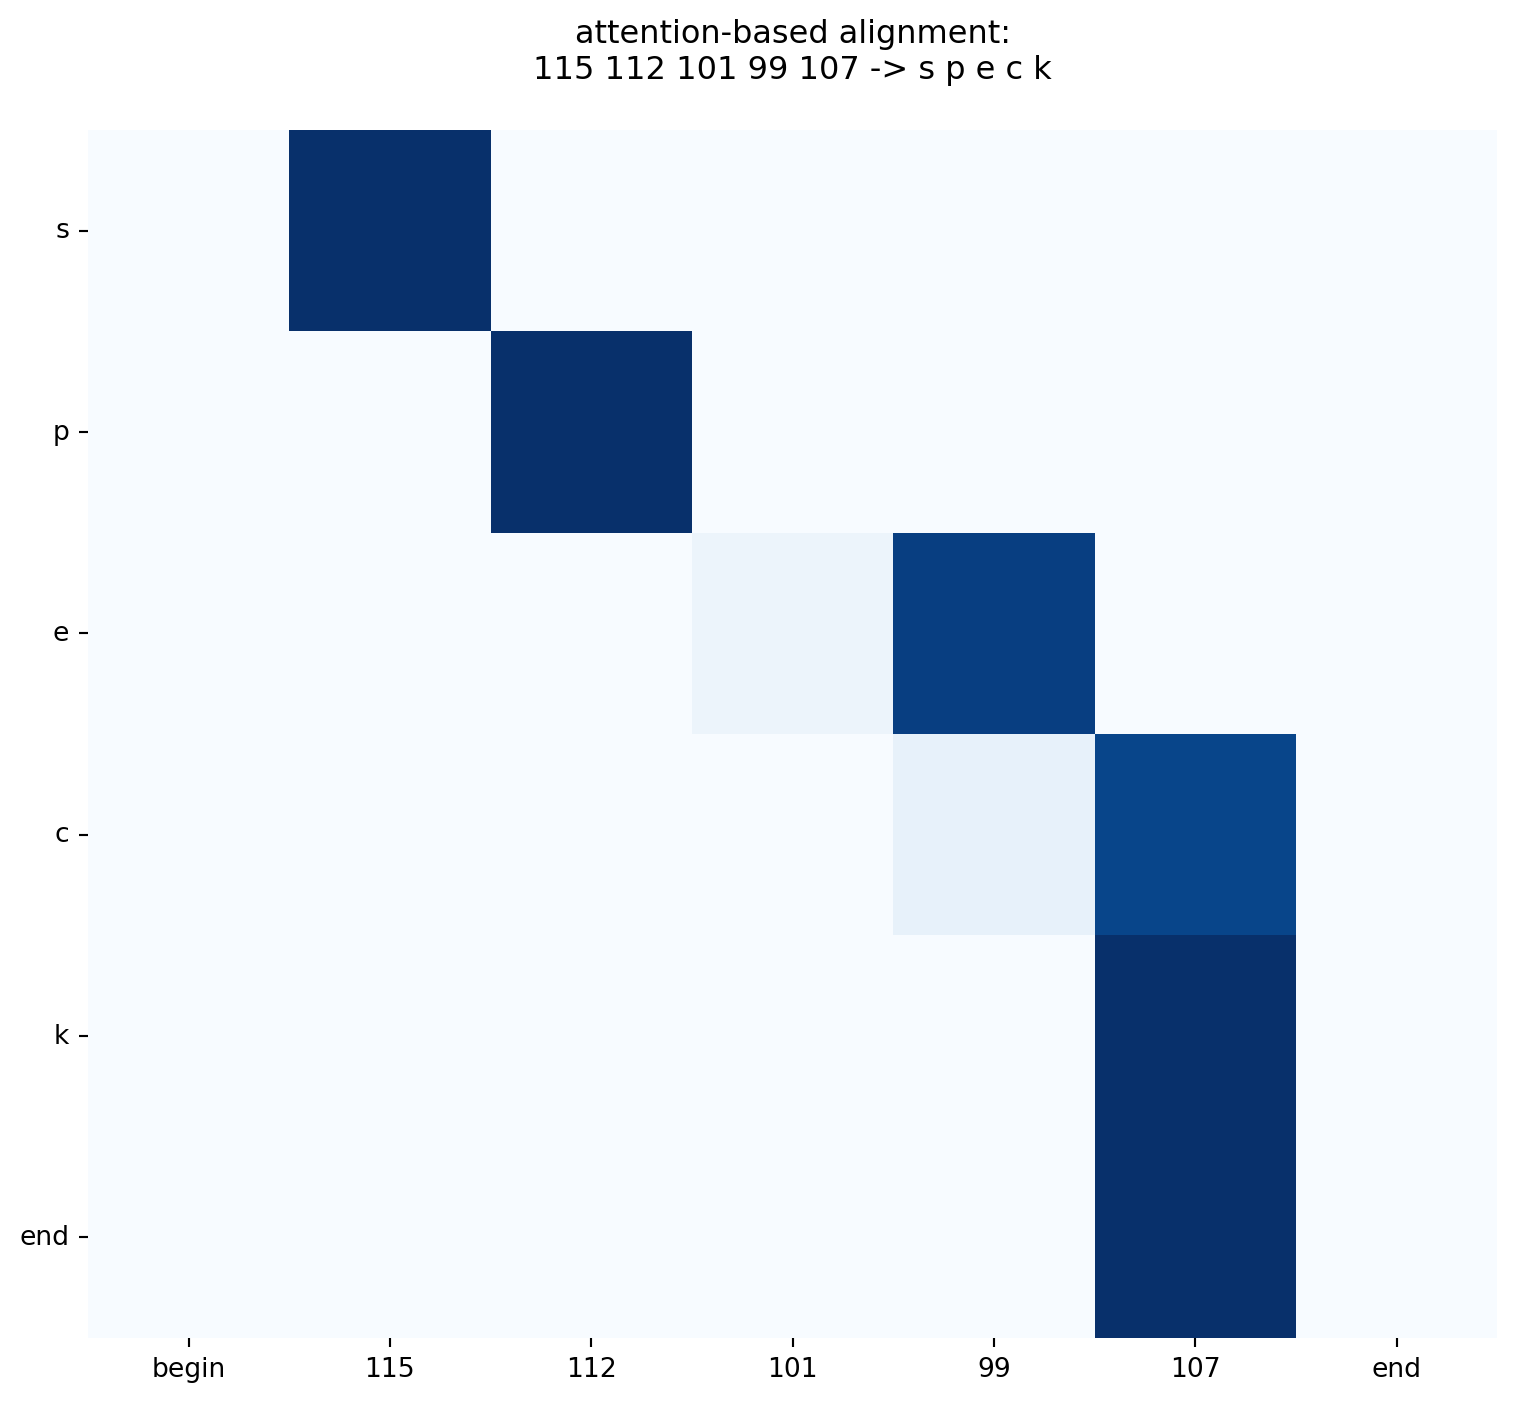 attention-based alignment:
115 112 101 99 107 -> s p e c k
s
p
e
c
k
end
begin 115 112 101 99 107 end